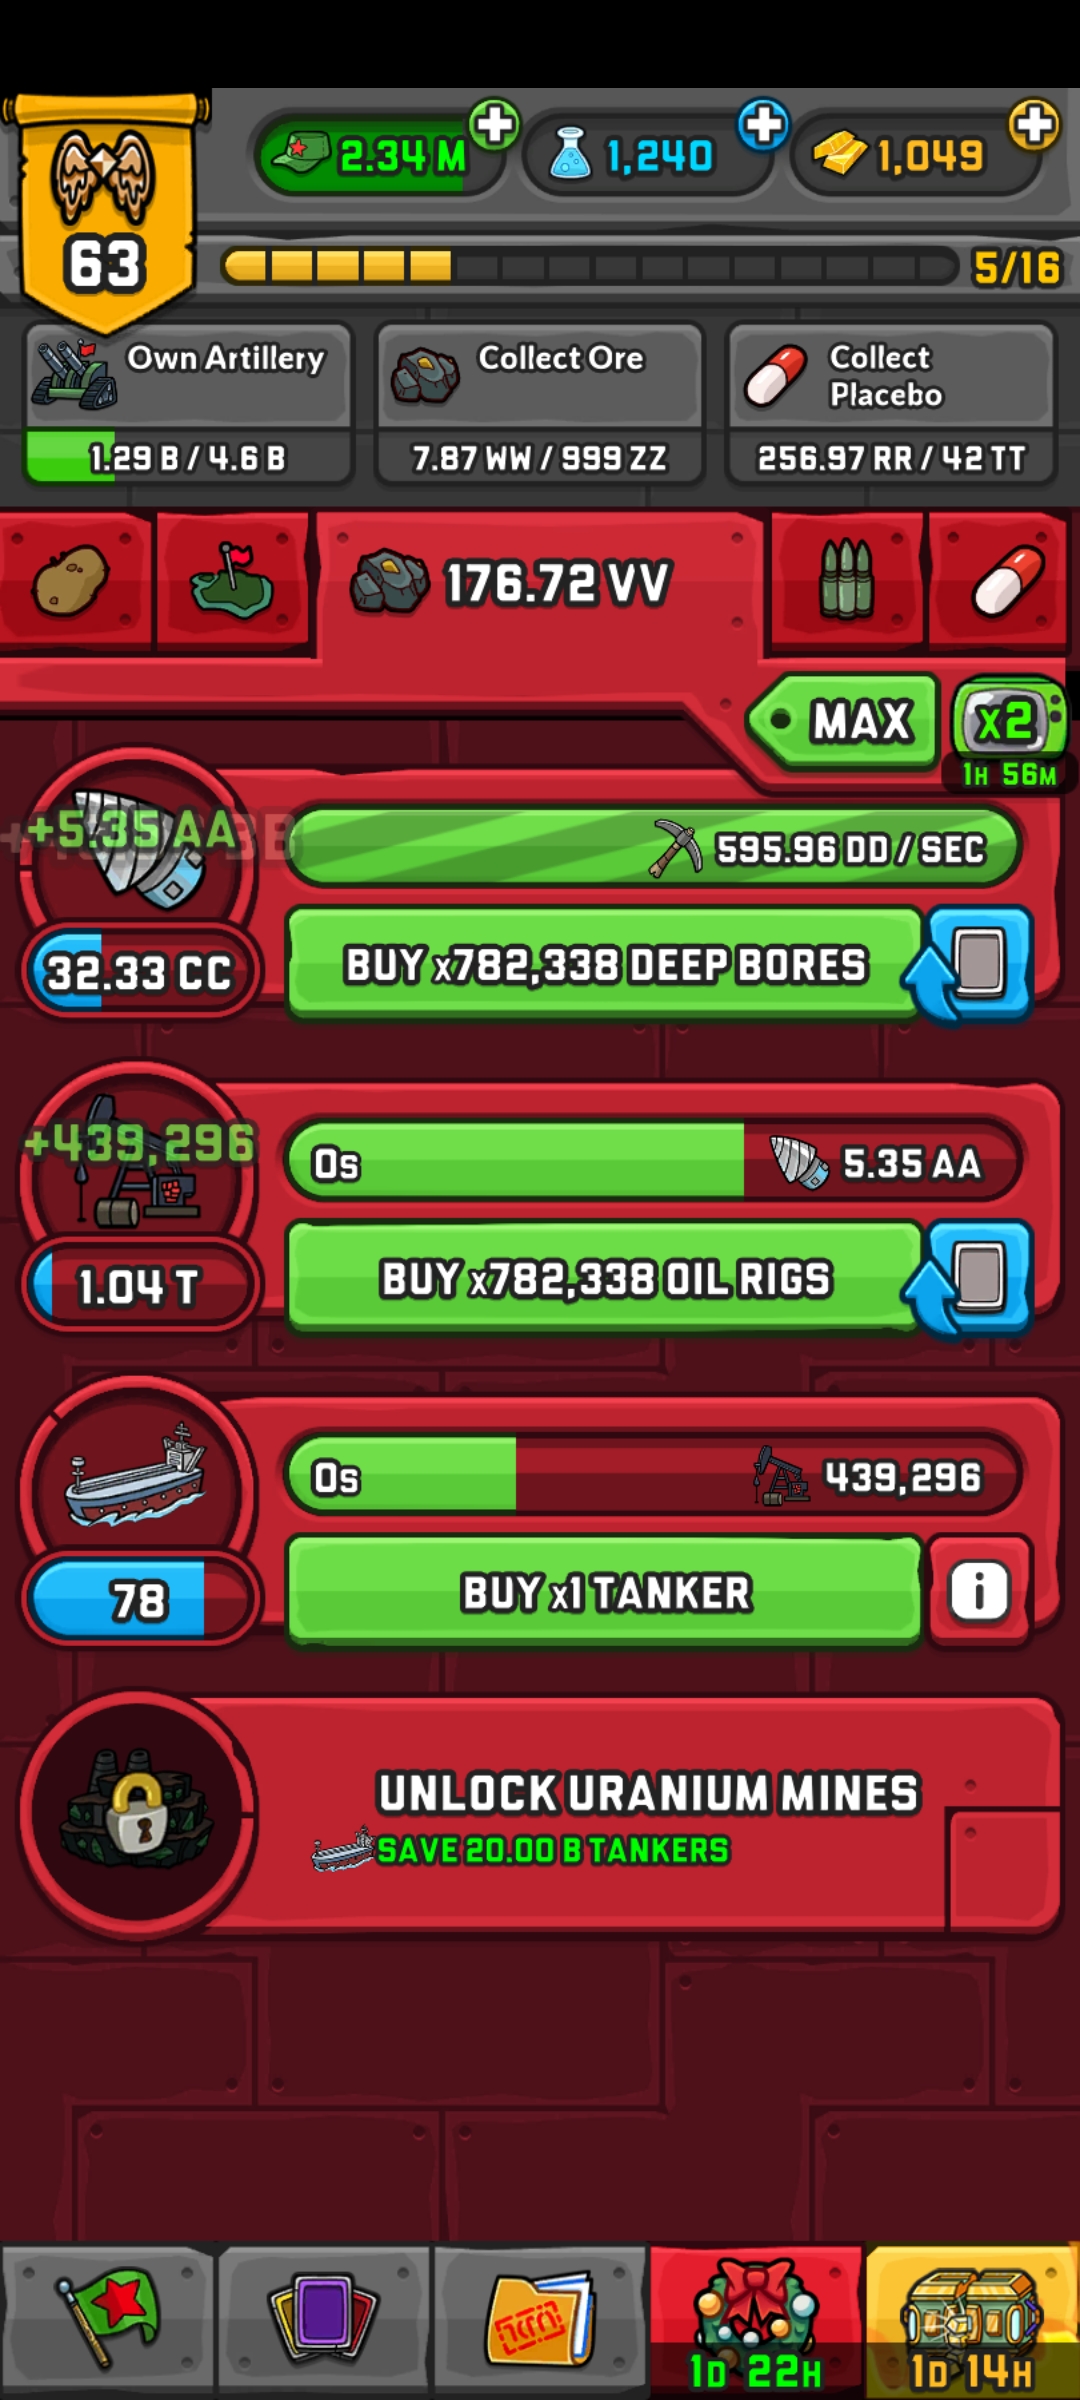 2.34 M
1,240
1,049
63
5/16
Own Artillery
1.29 B / 4.6 B
Collect Ore
7.87 WW / 999 ZZ
Collect
Placebo
256.97 RR / 42 TT
176.72 VV
MAX
x2
1H 56M
+5.35 AA
595.96 DD / SEC
32.33 CC
BUY x782,338 DEEP BORES
+439,296
0s
5.35 AA
1.04 T
BUY x782,338 OIL RIGS
0s
439,296
78
BUY x1 TANKER
i
UNLOCK URANIUM MINES
SAVE 20.00 B TANKERS
1D 22H
1D 14H